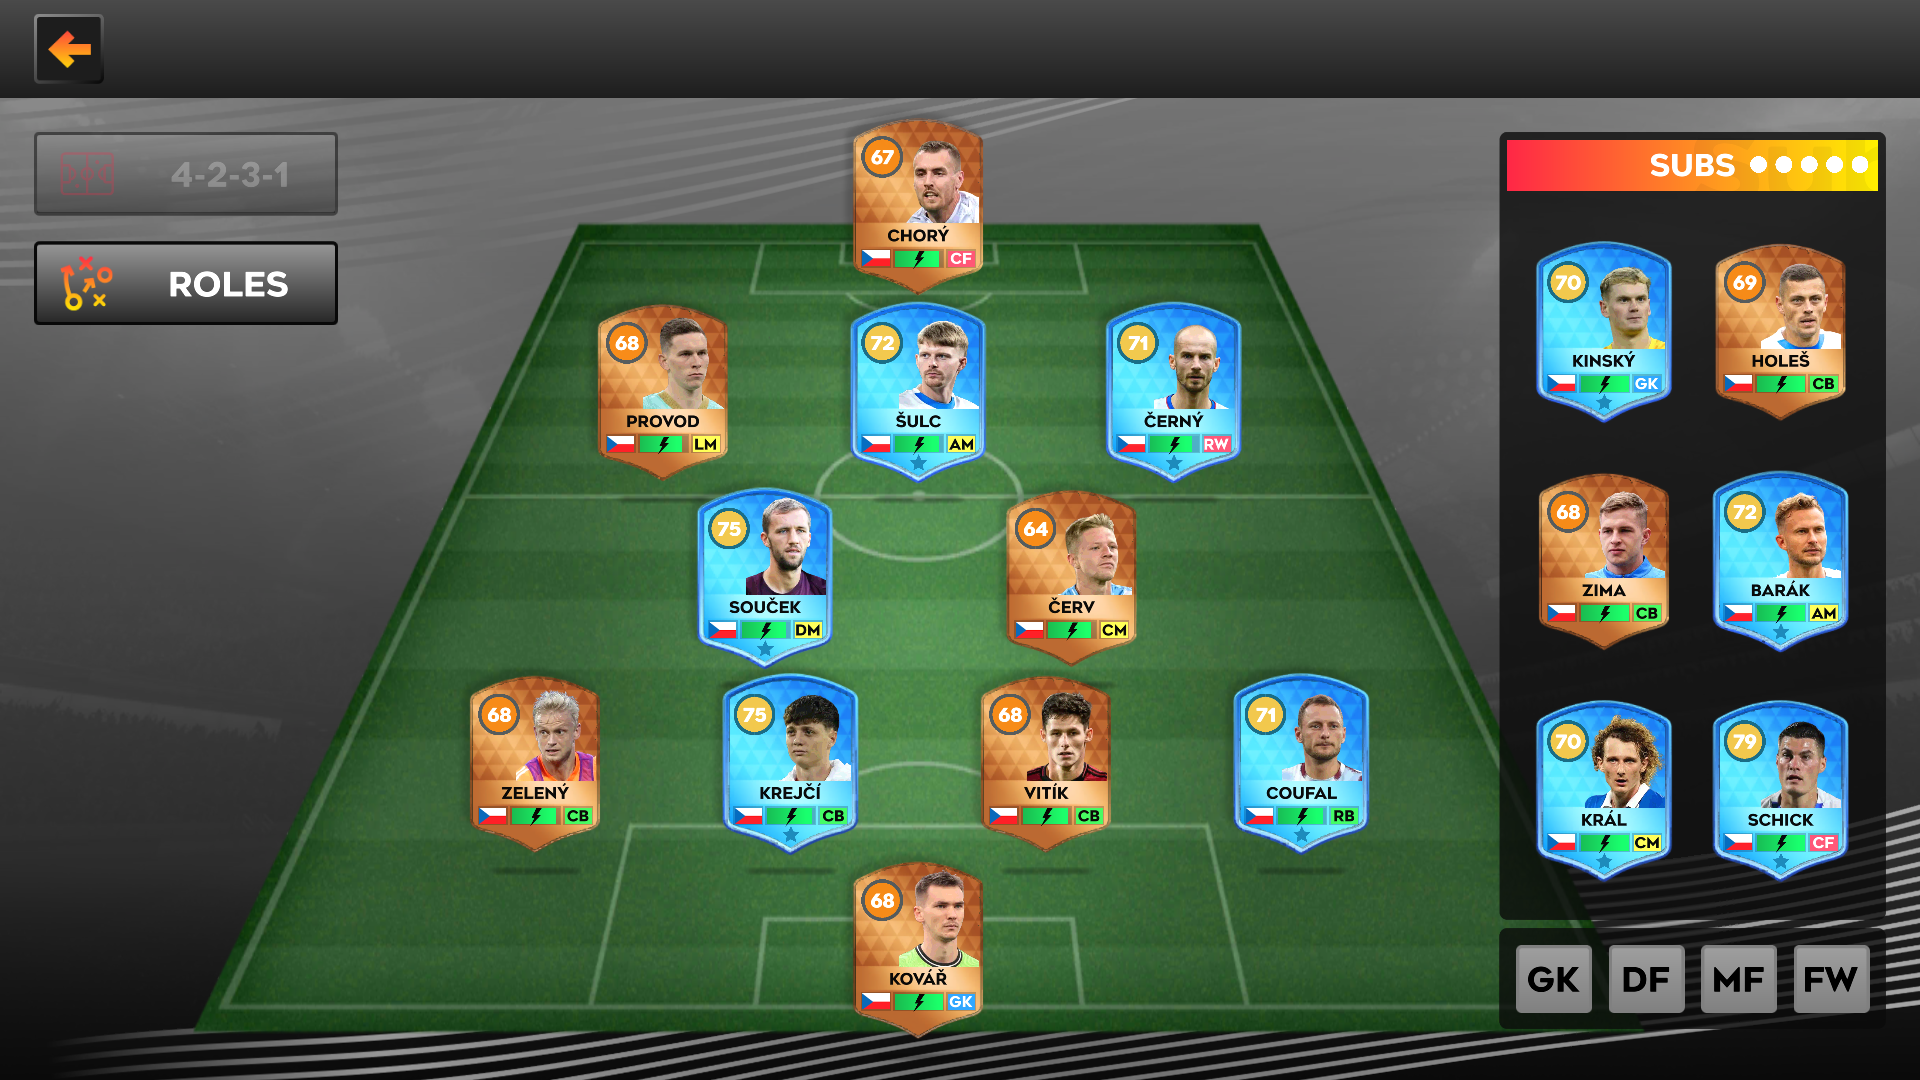 4-2-3-1
ROLES
67
CHORÝ
CF
68
PROVOD
LM
72
ŠULC
AM
71
ČERNÝ
RW
75
SOUČEK
DM
64
ČERV
CM
68
ZELENÝ
CB
75
KREJČÍ
CB
68
VITÍK
CB
71
COUFAL
RB
68
KOVÁŘ
GK
SUBS
70
KINSKÝ
GK
69
HOLEŠ
CB
68
ZIMA
CB
72
BARÁK
AM
70
KRÁL
CM
79
SCHICK
CF
GK DF MF FW